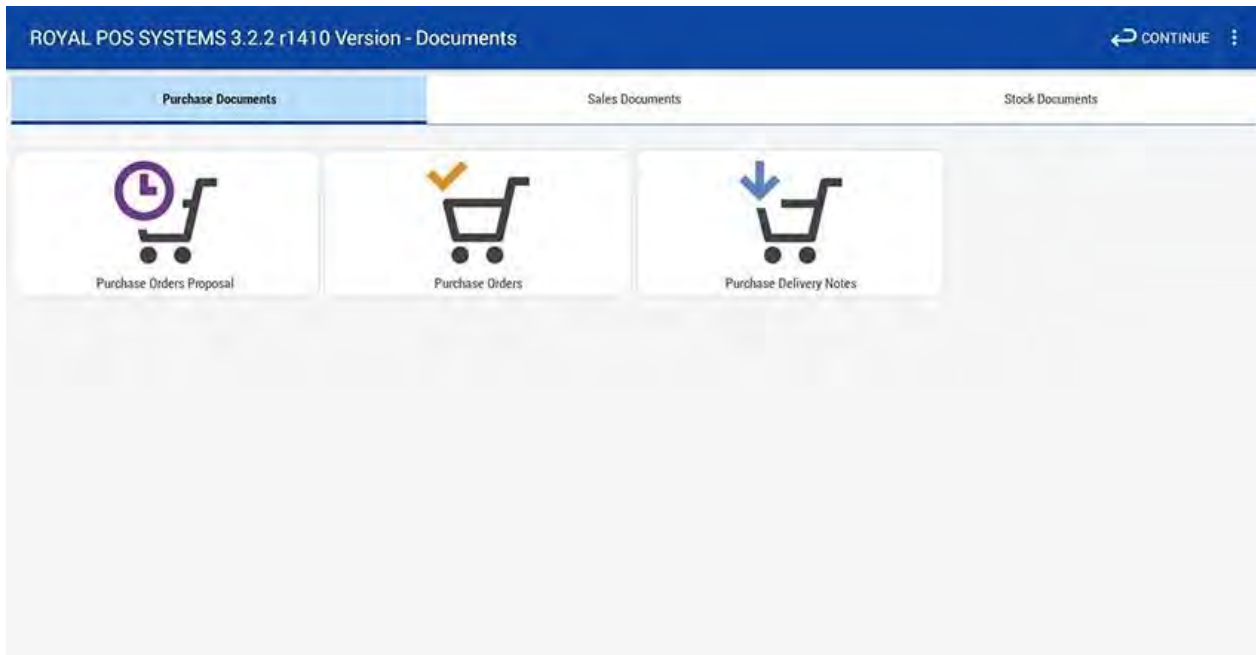 ROYAL POS SYSTEMS 3.2.2 r1410 Version - Documents
CONTINUE
Purchase Documents
Sales Documents
Stock Documents
Purchase Orders Proposal
Purchase Orders
Purchase Delivery Notes